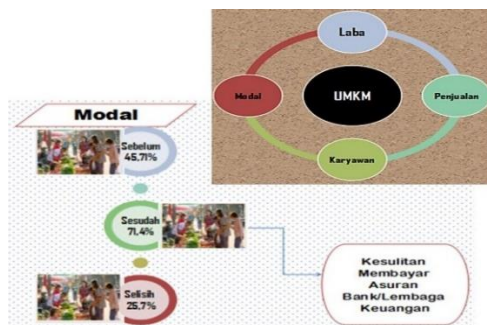 Laba
Modal
UMKM
Penjualan
Karyawan
Modal
Sebelum
45,71%
Sesudah
71,4%
Selisih
25,7%
Kesulitan
Membayar
Asuran
Bank/Lembaga
Keuangan